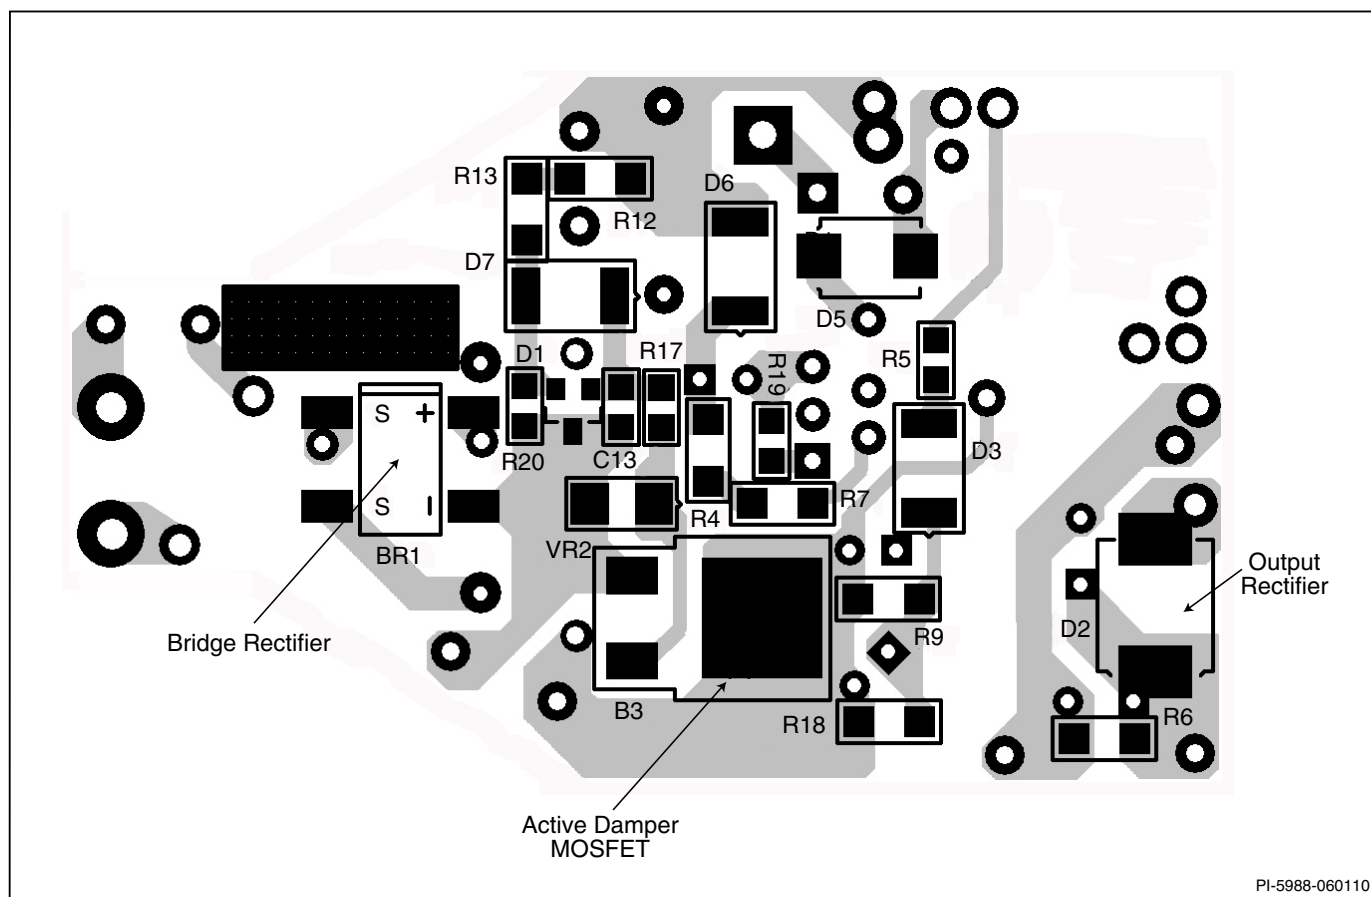 R13
R12
D6
D7
D5
D1
R17
R19
R5
S +
R20
C13
D3
S –
R4
R7
BR1
VR2
Output
Rectifier
Bridge Rectifier
R9
D2
B3
R18
R6
Active Damper
MOSFET
PI-5988-060110